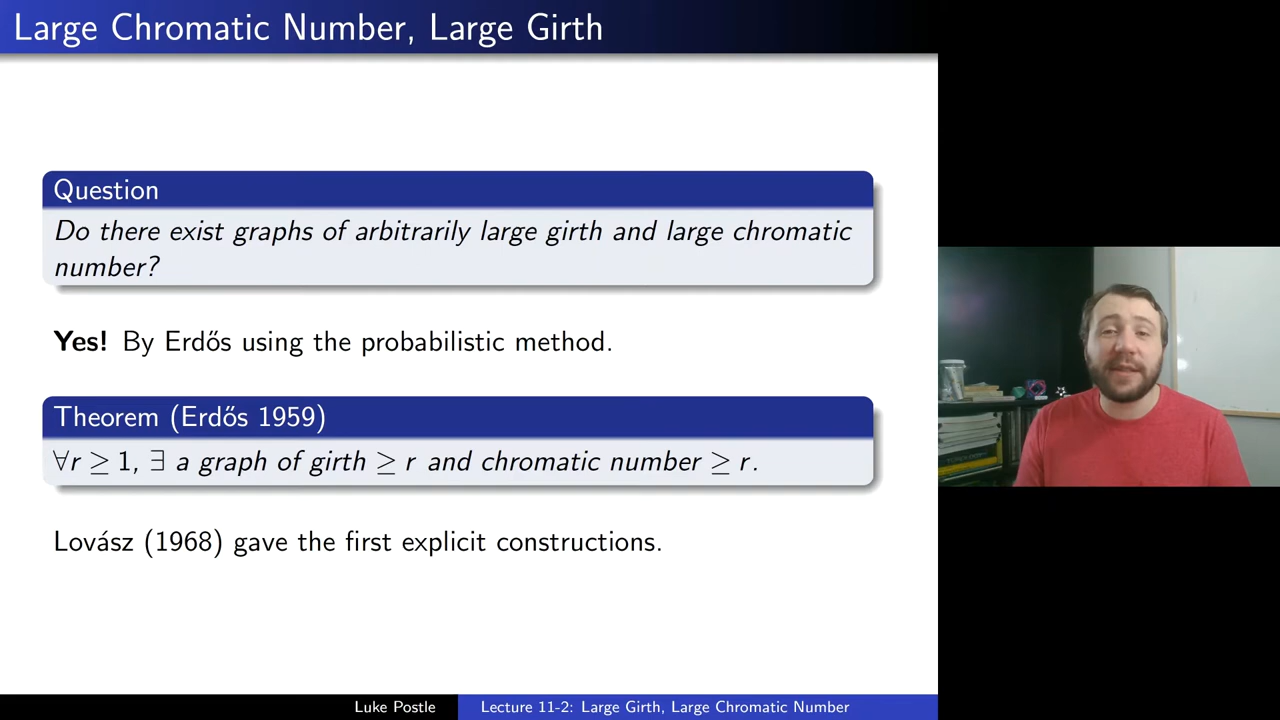 Large Chromatic Number, Large Girth
Question
Do there exist graphs of arbitrarily large girth and large chromatic
number?
Yes! By Erdős using the probabilistic method.
Theorem (Erdős 1959)
∀r ≥ 1, ∃ a graph of girth ≥ r and chromatic number ≥ r.
Lovász (1968) gave the first explicit constructions.
Luke Postle
Lecture 11-2: Large Girth, Large Chromatic Number